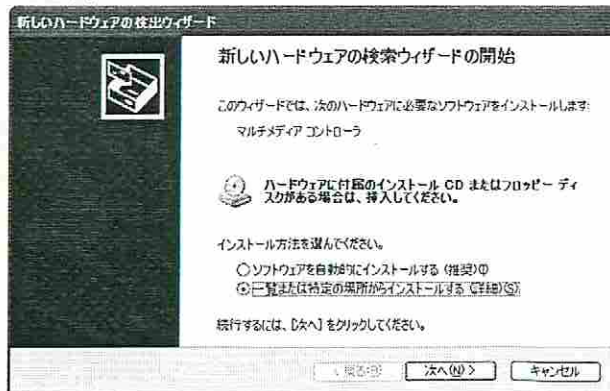 新しいハードウェアの検出ウィザード
新しいハードウェアの検索ウィザードの開始
このウィザードでは、次のハードウェアに必要なソフトウェアをインストールします:
マルチメディア コントローラ
ハードウェアに付属のインストール CD またはフロッピー ディ
スクがある場合は、挿入してください。
インストール方法を選んでください。
ソフトウェアを自動的にインストールする (推奨)(I)
一覧または特定の場所からインストールする (詳細)(S)
続行するには、[次へ] をクリックしてください。
< 戻る(B) 次へ(N) > キャンセル